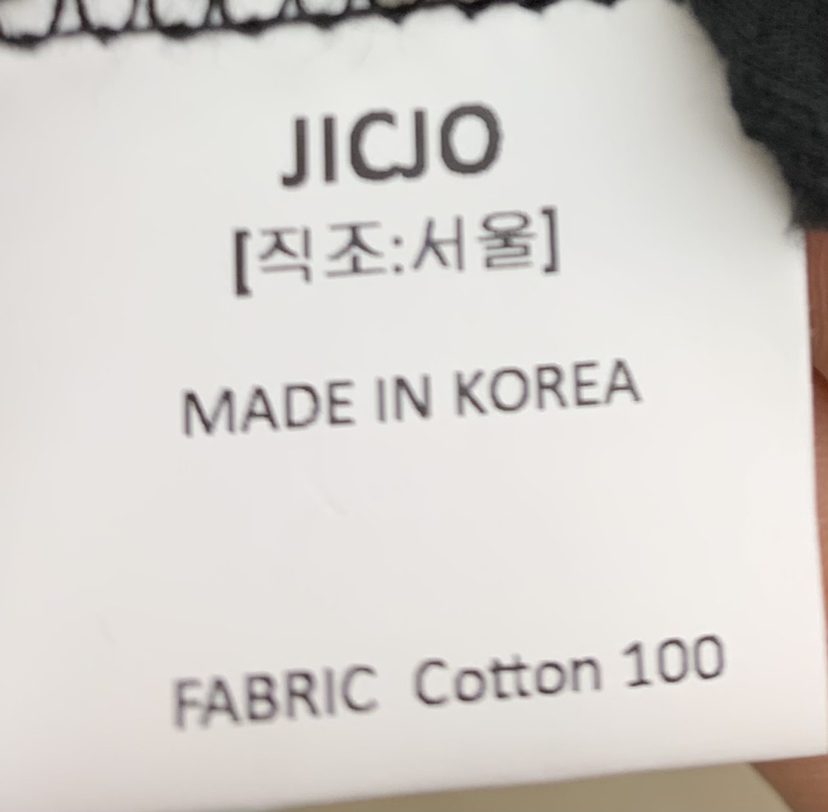 JICJO
[직조:서울]
MADE IN KOREA
FABRIC Cotton 100